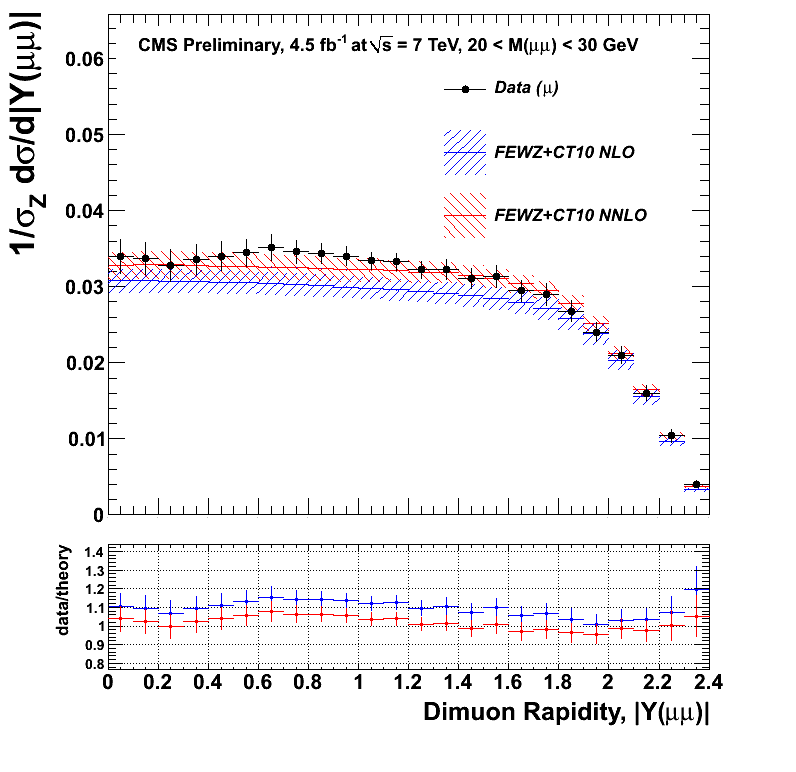 CMS Preliminary, 4.5 fb⁻¹ at √s = 7 TeV, 20 < M(μμ) < 30 GeV
1/σZ dσ/d|Y(μμ)|
Data (μ)
FEWZ+CT10 NLO
FEWZ+CT10 NNLO
0.06
0.05
0.04
0.03
0.02
0.01
0
data/theory
1.4
1.3
1.2
1.1
1
0.9
0.8
0 0.2 0.4 0.6 0.8 1 1.2 1.4 1.6 1.8 2 2.2 2.4
Dimuon Rapidity, |Y(μμ)|